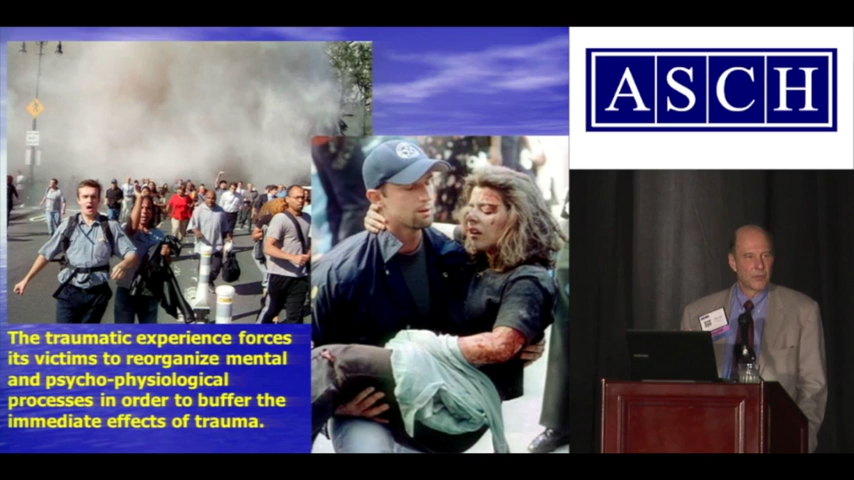 ASCH
The traumatic experience forces
its victims to reorganize mental
and psycho-physiological
processes in order to buffer the
immediate effects of trauma.